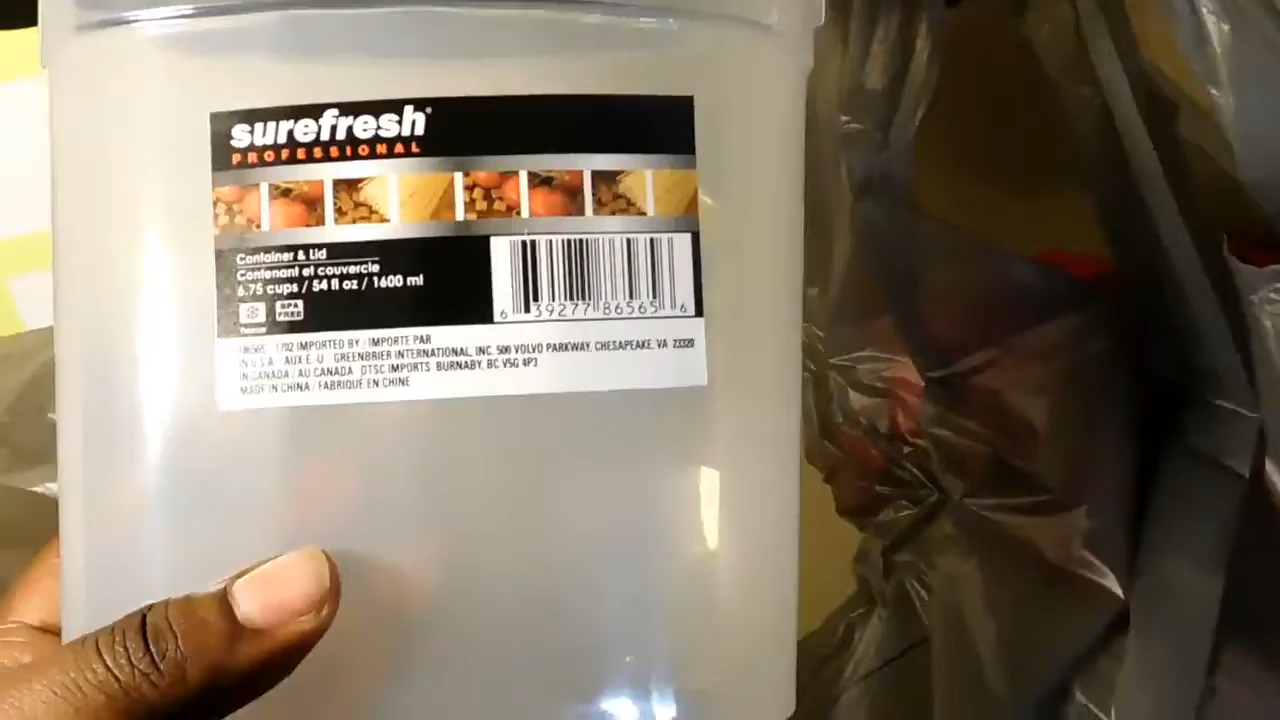 surefresh®
PROFESSIONAL
Container & Lid
Contenant et couvercle
6.75 cups / 54 fl oz / 1600 ml
BPA
FREE
6 39277 86565 6
1702 IMPORTED BY / IMPORTE PAR
IN U.S.A. AUX E.-U GREENBRIER INTERNATIONAL, INC. 500 VOLVO PARKWAY, CHESAPEAKE, VA 23320
IN CANADA / AU CANADA DTSC IMPORTS BURNABY, BC V5G 4P3
MADE IN CHINA / FABRIQUÉ EN CHINE